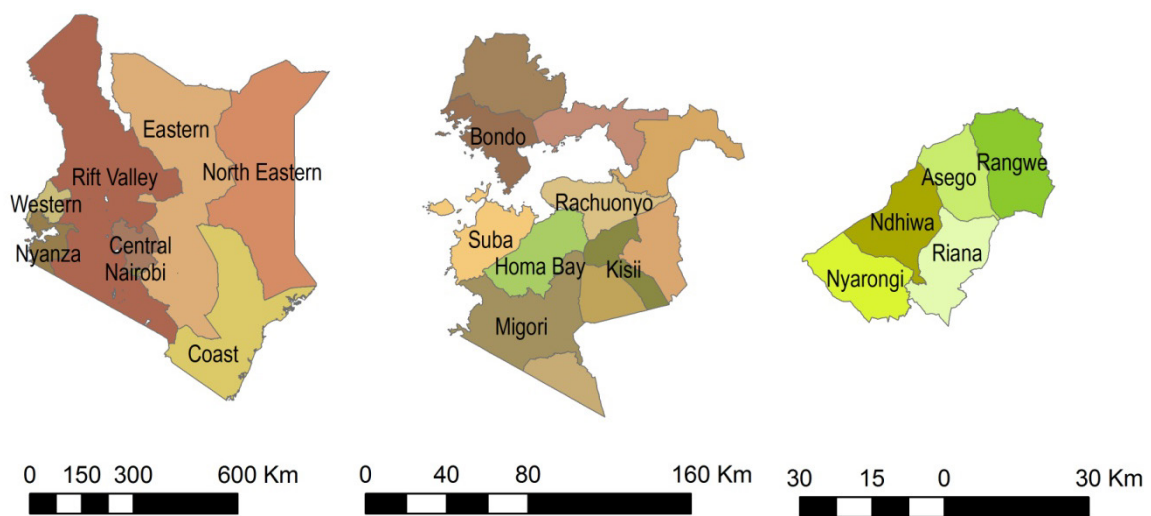 Eastern
North Eastern
Rift Valley
Western
Nyanza
Central
Nairobi
Coast
0 150 300 600 Km
Bondo
Rachuonyo
Suba
Homa Bay
Kisii
Migori
0 40 80 160 Km
Rangwe
Asego
Ndhiwa
Riana
Nyarongi
30 15 0 30 Km